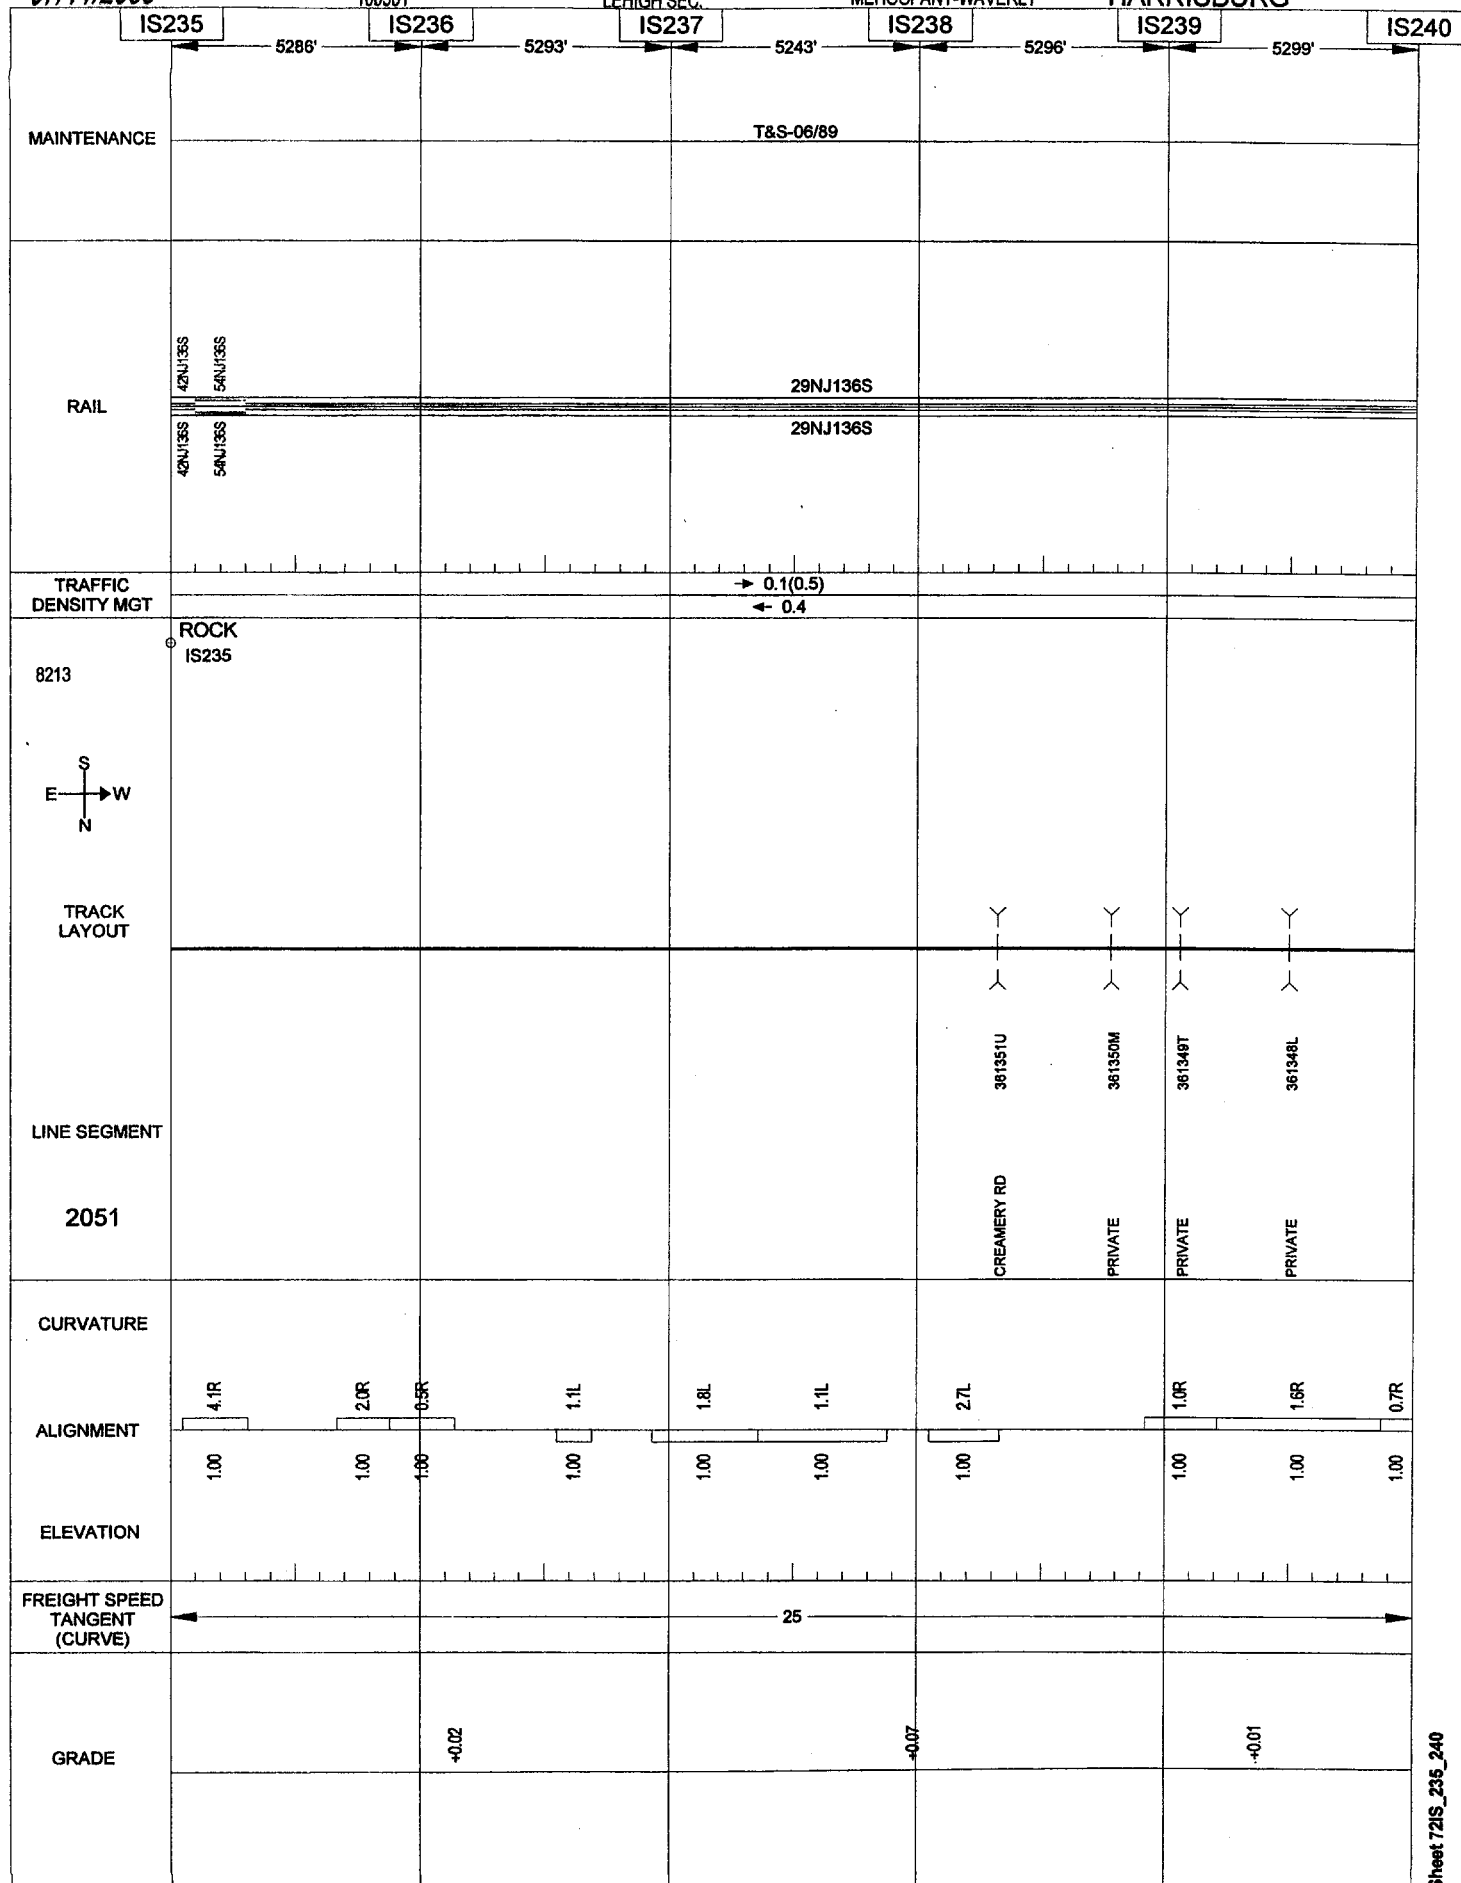 LEHIGH SEC.
HARRISBURG
IS235 IS236 IS237 IS238 IS239 IS240
5286' 5293' 5243' 5296' 5299'
MAINTENANCE
T&S-06/89
42NJ136S 54NJ136S
29NJ136S
RAIL
29NJ136S
42NJ136S 54NJ136S
TRAFFIC
DENSITY MGT
→ 0.1(0.5)
← 0.4
ROCK
IS235
8213
S
E W
N
TRACK
LAYOUT
361351U 361350M 361349T 361348L
LINE SEGMENT
CREAMERY RD PRIVATE PRIVATE PRIVATE
2051
CURVATURE
4.1R 2.0R 0.5R 1.1L 1.8L 1.1L 2.7L 1.0R 1.6R 0.7R
ALIGNMENT
1.00 1.00 1.00 1.00 1.00 1.00 1.00 1.00 1.00 1.00
ELEVATION
FREIGHT SPEED
TANGENT
(CURVE)
25
GRADE
+0.02 +0.07 +0.01
Sheet 72IS_235_240